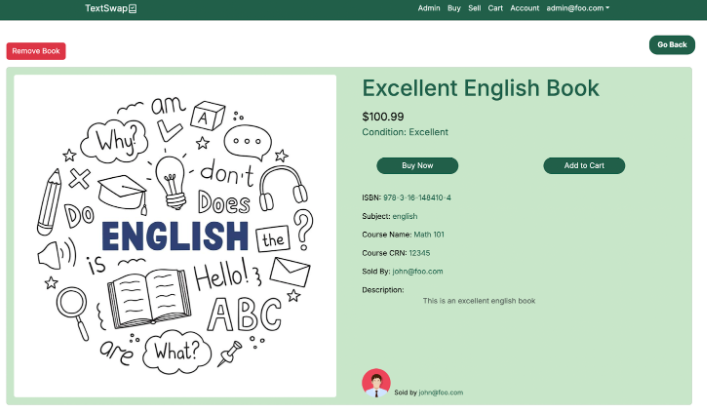 TextSwap
Admin Buy Sell Cart Account admin@foo.com
Remove Book
Go Back
am
A
Why?
don't
Do
Does
ENGLISH
the
?
is
Hello!
ABC
are
What?
Excellent English Book
$100.99
Condition: Excellent
Buy Now
Add to Cart
ISBN: 978-3-16-148410-4
Subject: english
Course Name: Math 101
Course CRN: 12345
Sold By: john@foo.com
Description:
This is an excellent english book
Sold by john@foo.com